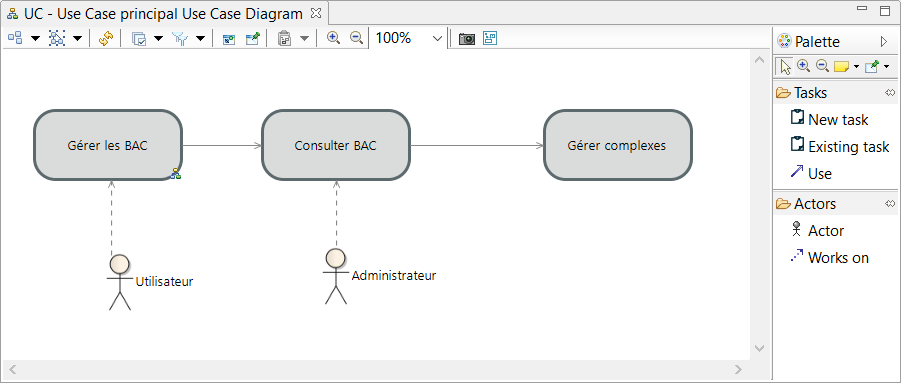 UC - Use Case principal Use Case Diagram
100%
Palette
Tasks
New task
Existing task
Use
Actors
Actor
Works on
Gérer les BAC
Consulter BAC
Gérer complexes
Utilisateur
Administrateur